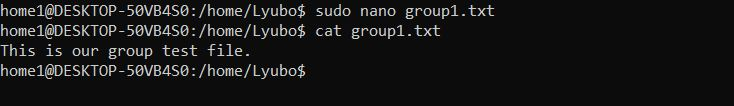 home1@DESKTOP-50VB4S0:/home/Lyubo$ sudo nano group1.txt
home1@DESKTOP-50VB4S0:/home/Lyubo$ cat group1.txt
This is our group test file.
home1@DESKTOP-50VB4S0:/home/Lyubo$